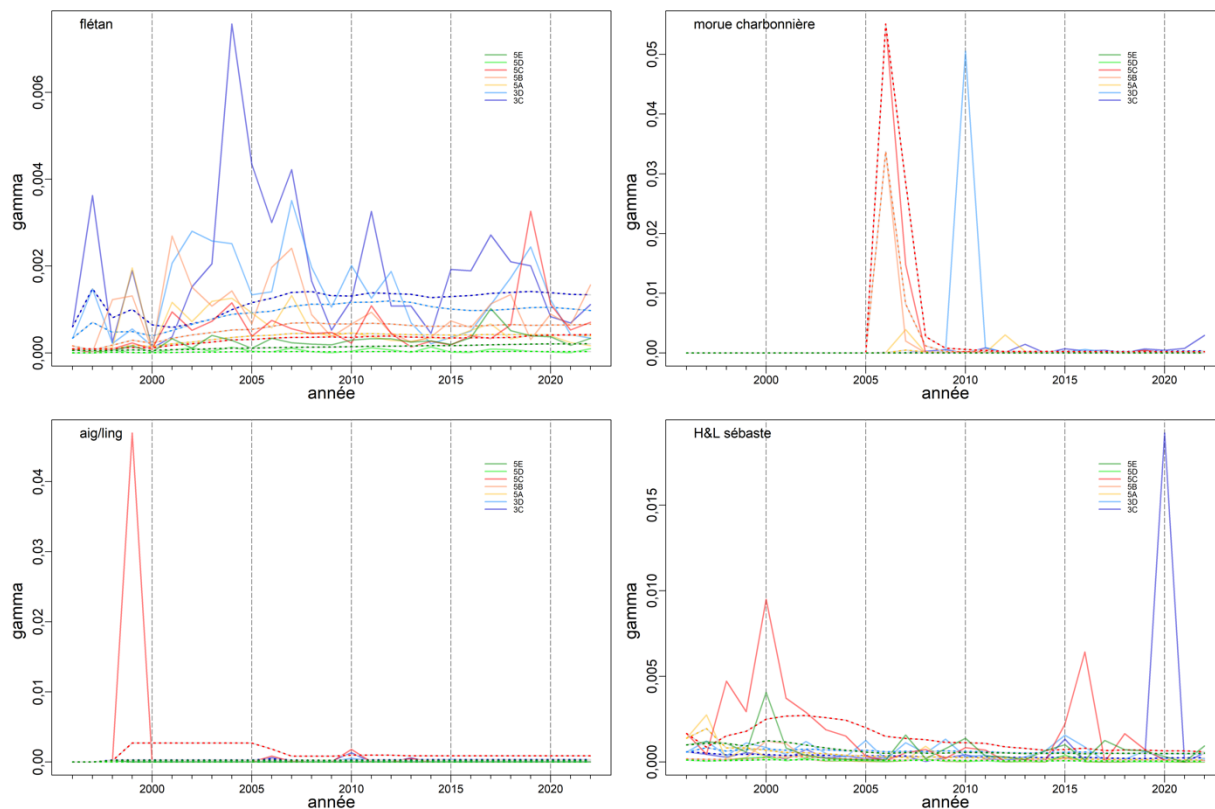 flétan
5E
5D
5C
5B
5A
3D
3C
0,000
0,002
0,004
0,006
gamma
2000
2005
2010
2015
2020
année
morue charbonnière
5E
5D
5C
5B
5A
3D
3C
0,00
0,01
0,02
0,03
0,04
0,05
gamma
2000
2005
2010
2015
2020
année
aig/ling
5E
5D
5C
5B
5A
3D
3C
0,00
0,01
0,02
0,03
0,04
gamma
2000
2005
2010
2015
2020
année
H&L sébaste
5E
5D
5C
5B
5A
3D
3C
0,000
0,005
0,010
0,015
gamma
2000
2005
2010
2015
2020
année